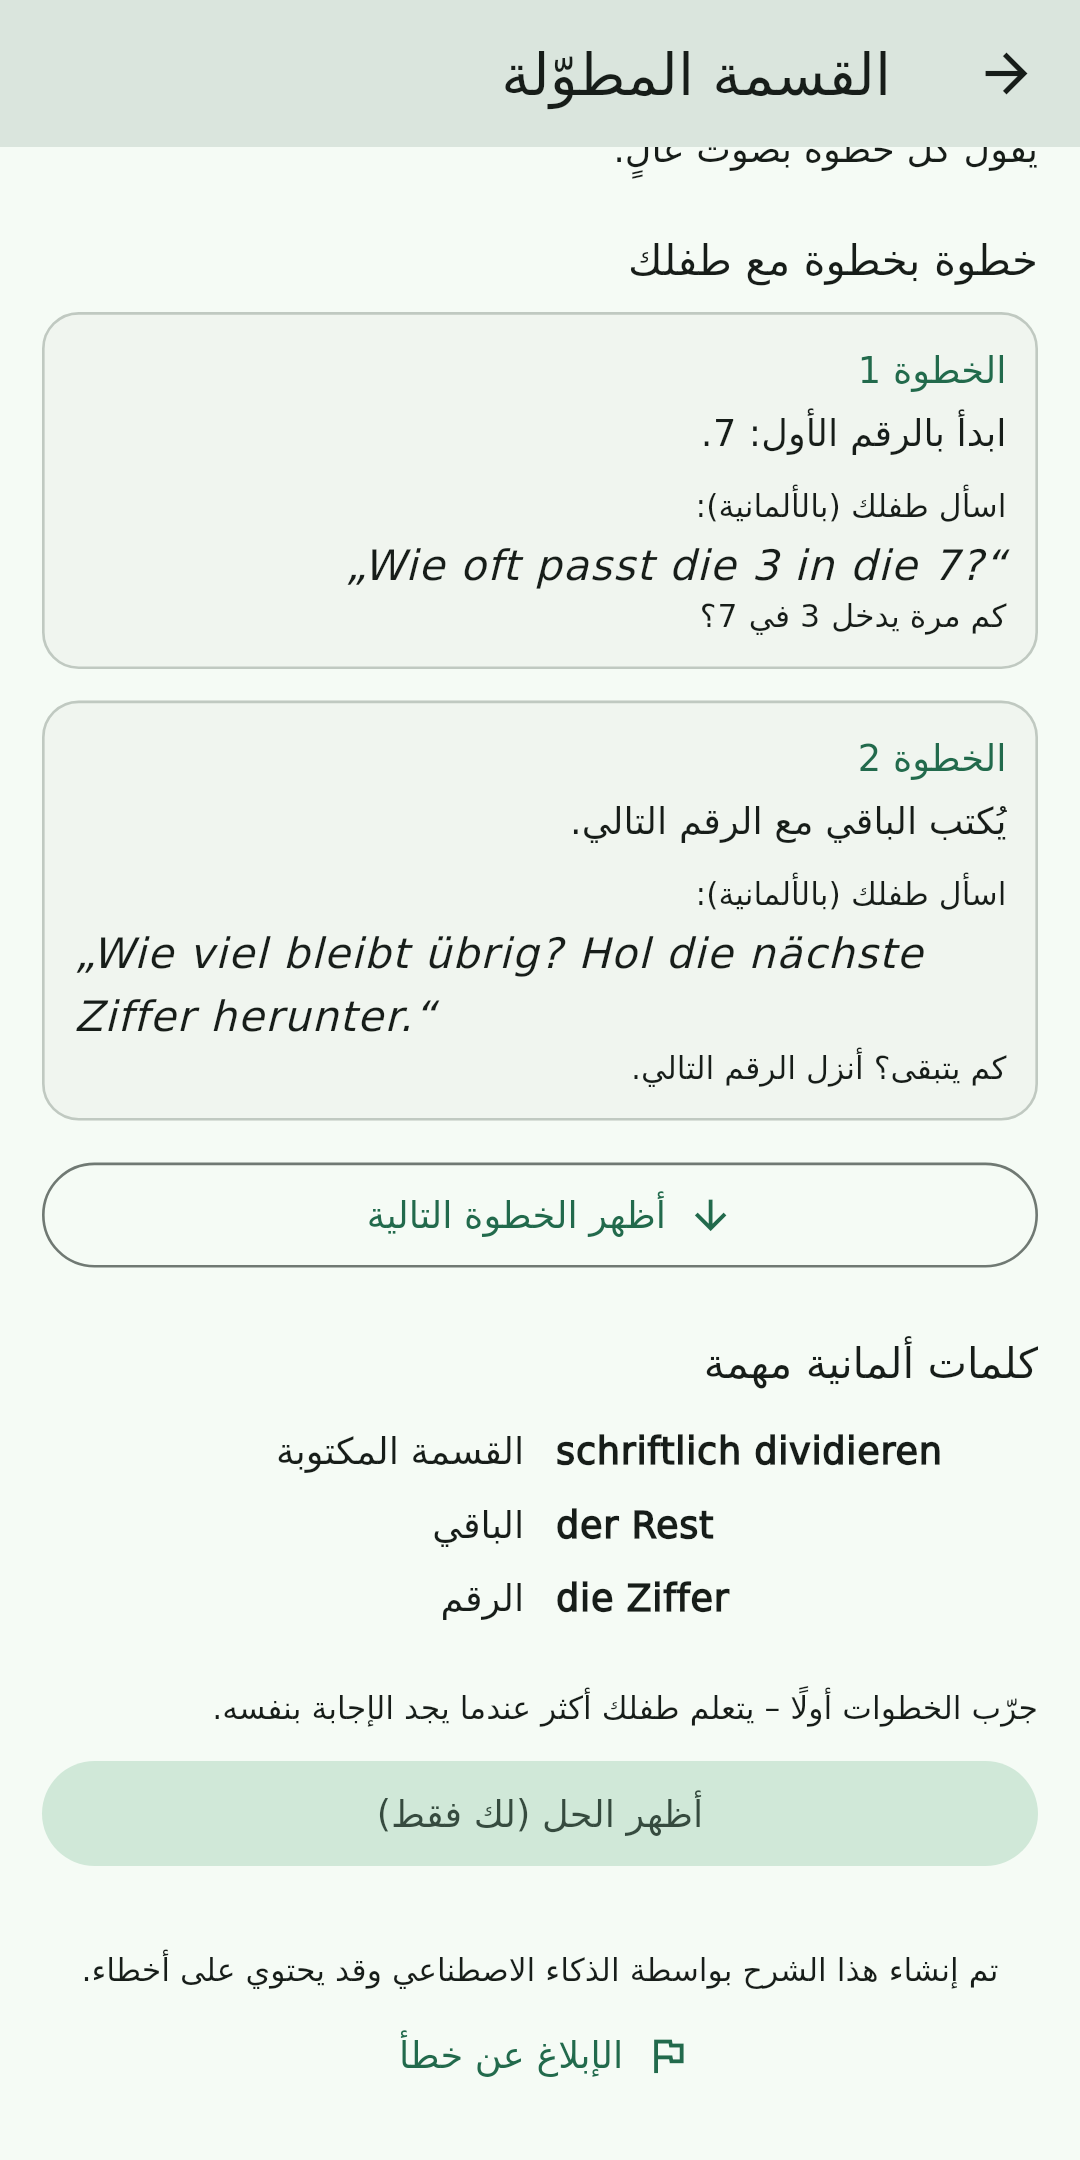 القسمة المطوّلة
يقول كل خطوة بصوت عالٍ.
خطوة بخطوة مع طفلك
الخطوة 1
ابدأ بالرقم الأول: 7.
اسأل طفلك (بالألمانية):
„Wie oft passt die 3 in die 7?“
كم مرة يدخل 3 في 7؟
الخطوة 2
يُكتب الباقي مع الرقم التالي.
اسأل طفلك (بالألمانية):
„Wie viel bleibt übrig? Hol die nächste
Ziffer herunter.“
كم يتبقى؟ أنزل الرقم التالي.
أظهر الخطوة التالية
كلمات ألمانية مهمة
schriftlich dividieren القسمة المكتوبة
der Rest الباقي
die Ziffer الرقم
جرّب الخطوات أولًا – يتعلم طفلك أكثر عندما يجد الإجابة بنفسه.
أظهر الحل (لك فقط)
تم إنشاء هذا الشرح بواسطة الذكاء الاصطناعي وقد يحتوي على أخطاء.
الإبلاغ عن خطأ